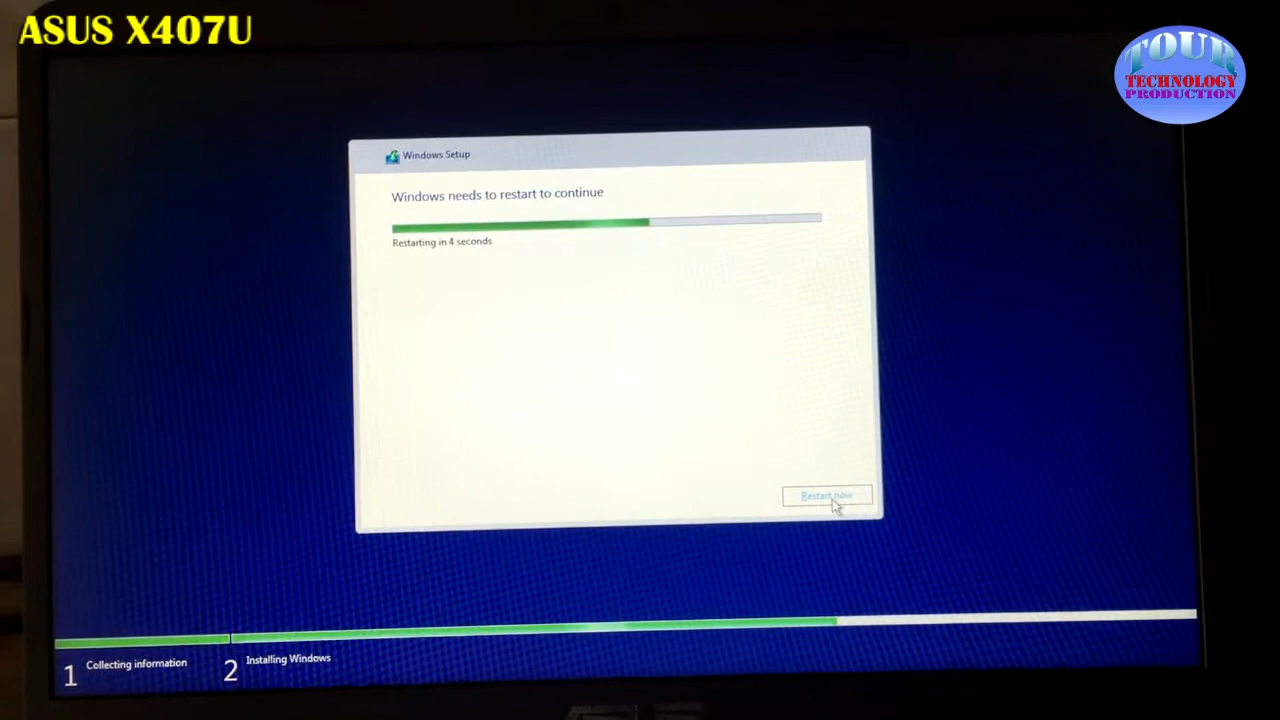 ASUS X407U
TOUR
TECHNOLOGY
PRODUCTION
Windows Setup
Windows needs to restart to continue
Restarting in 4 seconds
Restart now
1 Collecting information
2 Installing Windows